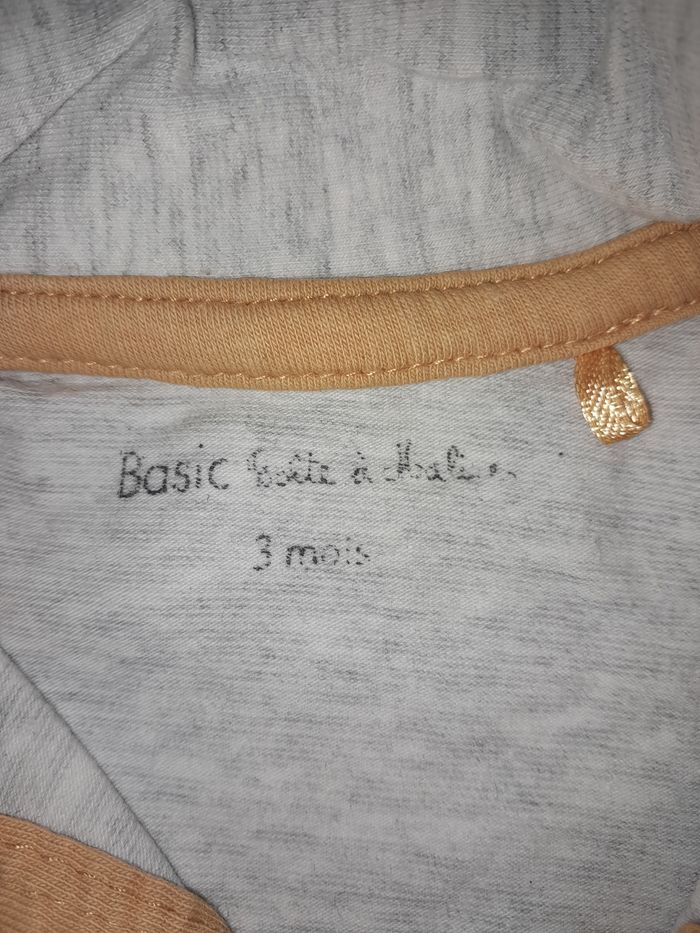 Basic Boîte à Malice
3 mois